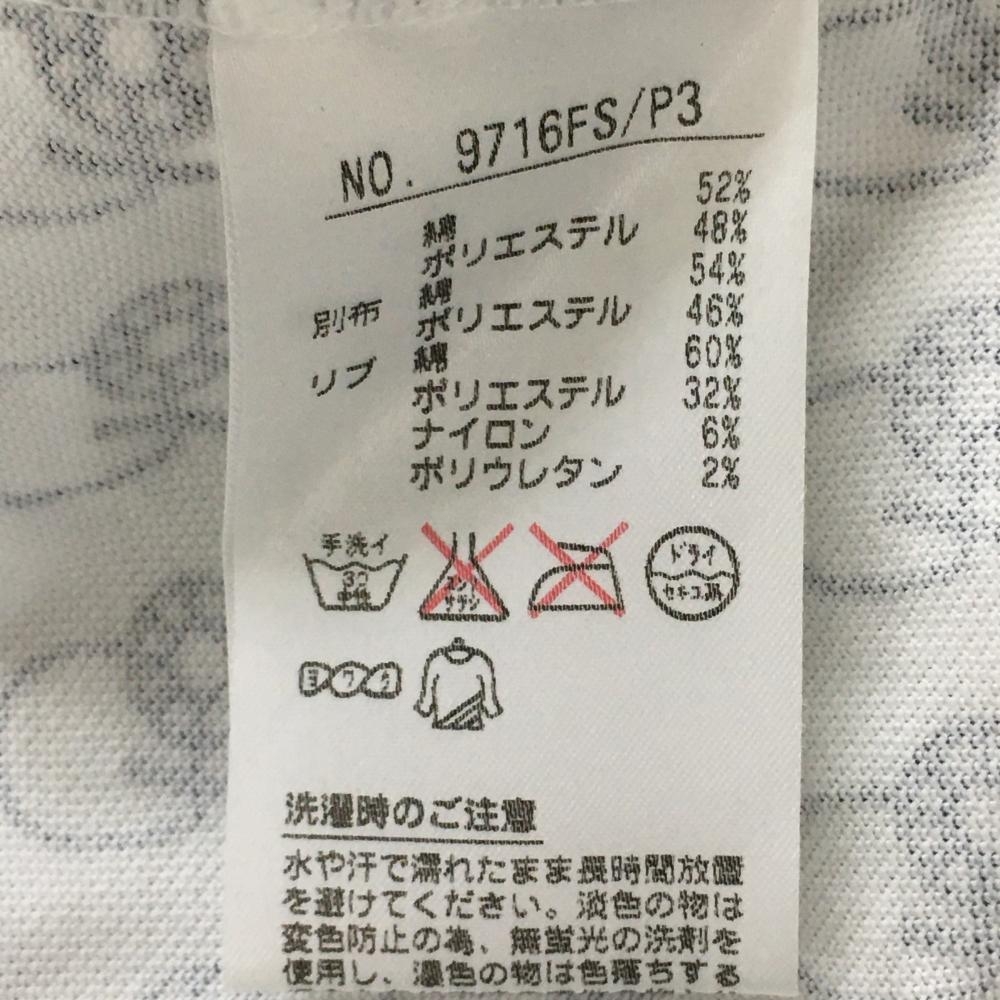 NO. 9716FS/P3
綿 52%
ポリエステル 48%
別布 綿 54%
ポリエステル 46%
リブ 綿 60%
ポリエステル 32%
ナイロン 6%
ポリウレタン 2%
手洗イ
30
中性
エンソ
サラシ
ドライ
セキユ系
ヨワク
洗濯時のご注意
水や汗で濡れたまま長時間放置
を避けてください。淡色の物は
変色防止の為、無蛍光の洗剤を
使用し、濃色の物は色落ちする